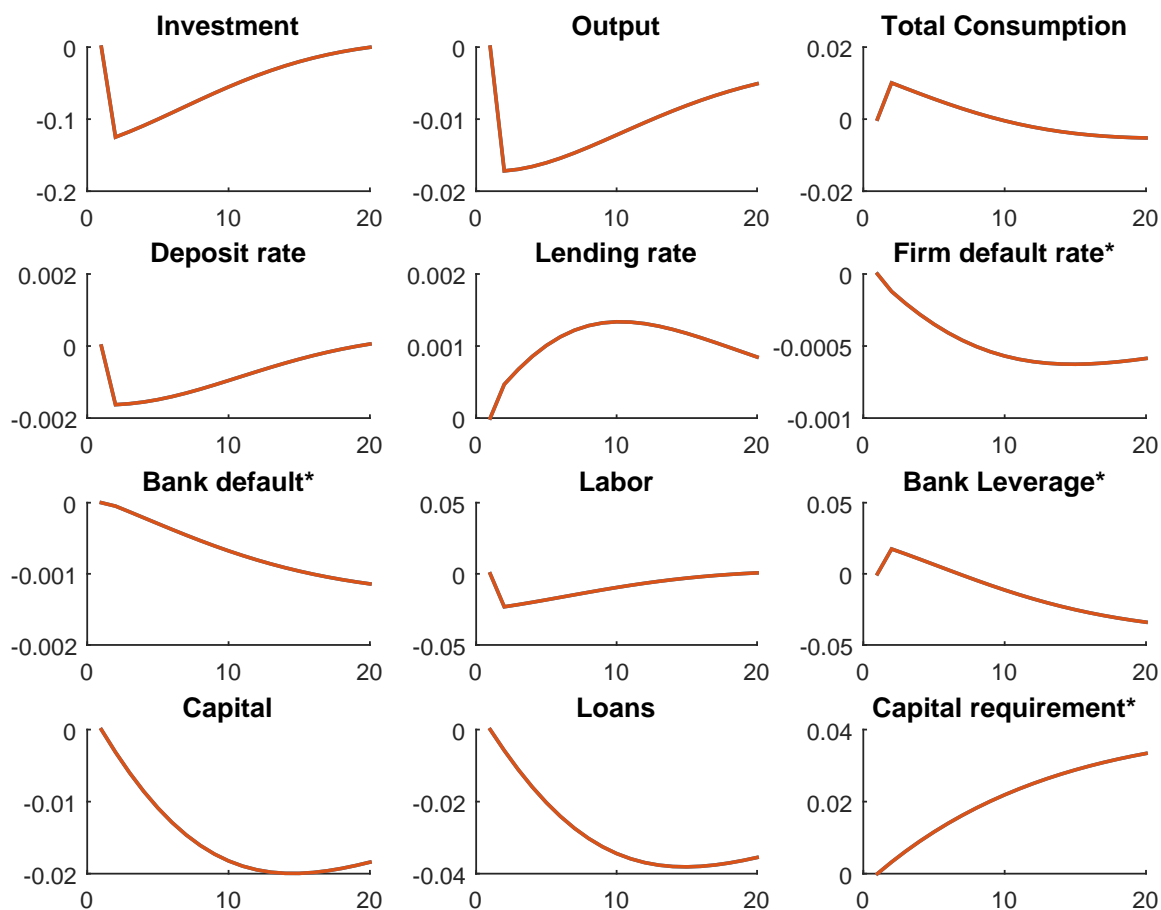 Investment
0
-0.1
-0.2
0 10 20
Output
0
-0.01
-0.02
0 10 20
Total Consumption
0.02
0
-0.02
0 10 20
Deposit rate
0.002
0
-0.002
0 10 20
Lending rate
0.002
0.001
0
0 10 20
Firm default rate*
0
-0.0005
-0.001
0 10 20
Bank default*
0
-0.001
-0.002
0 10 20
Labor
0.05
0
-0.05
0 10 20
Bank Leverage*
0.05
0
-0.05
0 10 20
Capital
0
-0.01
-0.02
0 10 20
Loans
0
-0.02
-0.04
0 10 20
Capital requirement*
0.04
0.02
0
0 10 20